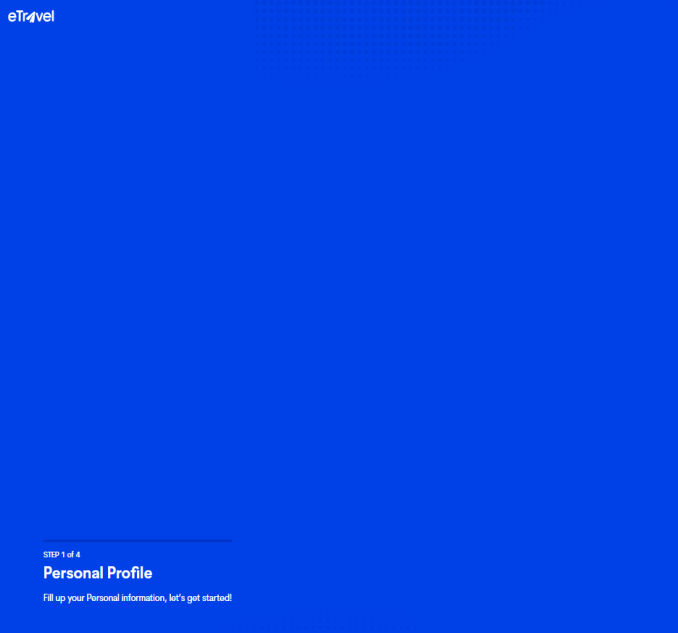 eTravel
STEP 1 of 4
Personal Profile
Fill up your Personal information, let's get started!